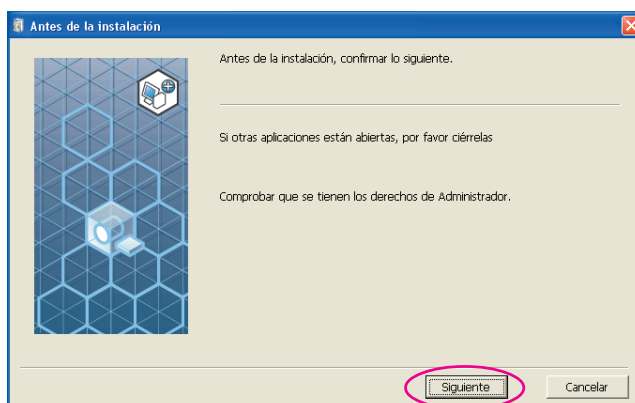 Antes de la instalación
Antes de la instalación, confirmar lo siguiente.
Si otras aplicaciones están abiertas, por favor ciérrelas
Comprobar que se tienen los derechos de Administrador.
Siguiente
Cancelar